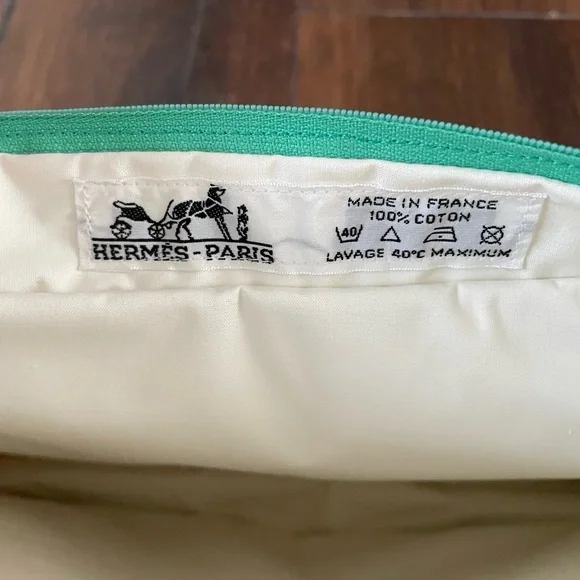 HERMÈS-PARIS
MADE IN FRANCE
100% COTON
40
LAVAGE 40°C MAXIMUM